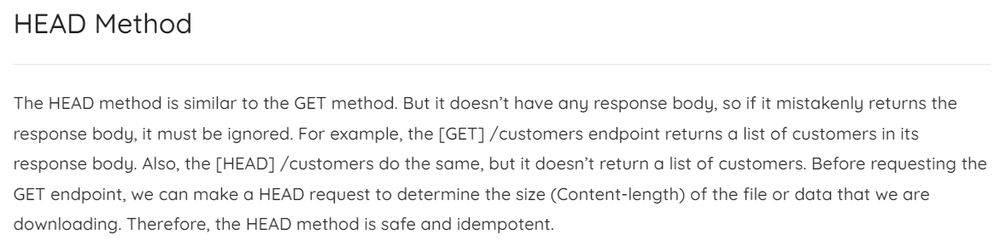 HEAD Method
The HEAD method is similar to the GET method. But it doesn’t have any response body, so if it mistakenly returns the
response body, it must be ignored. For example, the [GET] /customers endpoint returns a list of customers in its
response body. Also, the [HEAD] /customers do the same, but it doesn’t return a list of customers. Before requesting the
GET endpoint, we can make a HEAD request to determine the size (Content-length) of the file or data that we are
downloading. Therefore, the HEAD method is safe and idempotent.